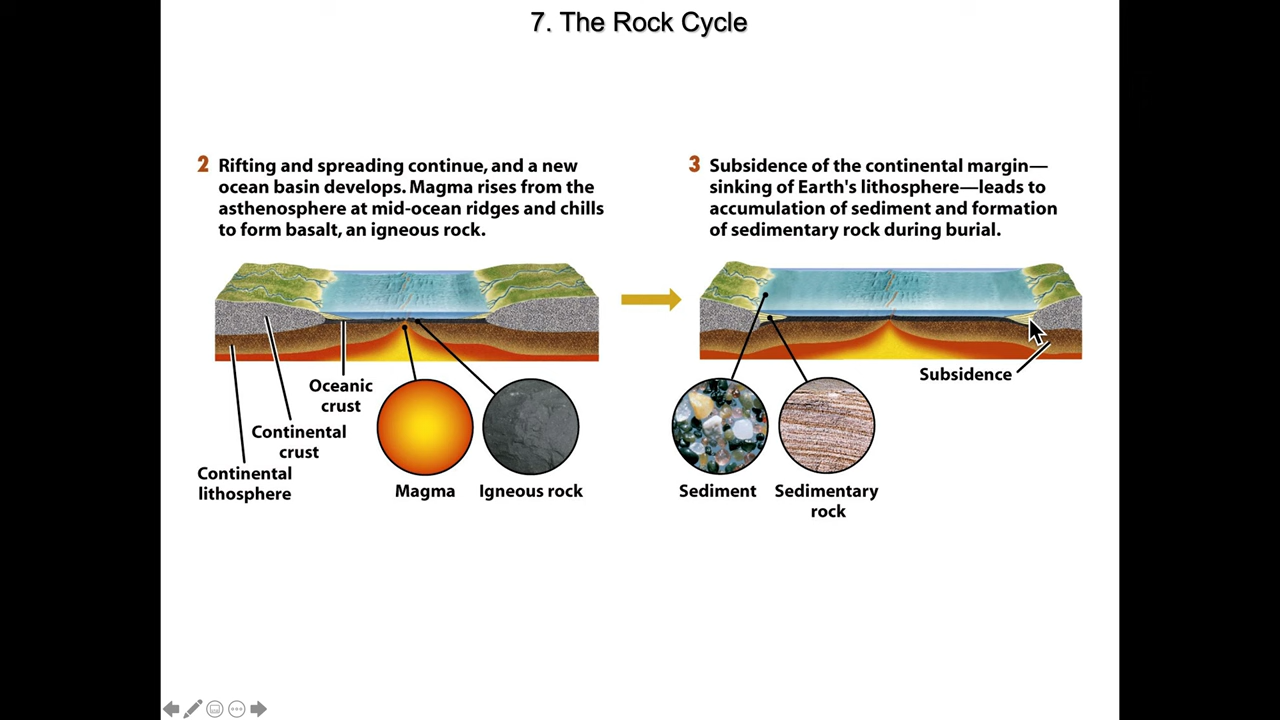 7. The Rock Cycle
2 Rifting and spreading continue, and a new
ocean basin develops. Magma rises from the
asthenosphere at mid-ocean ridges and chills
to form basalt, an igneous rock.
3 Subsidence of the continental margin—
sinking of Earth's lithosphere—leads to
accumulation of sediment and formation
of sedimentary rock during burial.
Oceanic
crust
Continental
crust
Continental
lithosphere
Magma
Igneous rock
Subsidence
Sediment
Sedimentary
rock